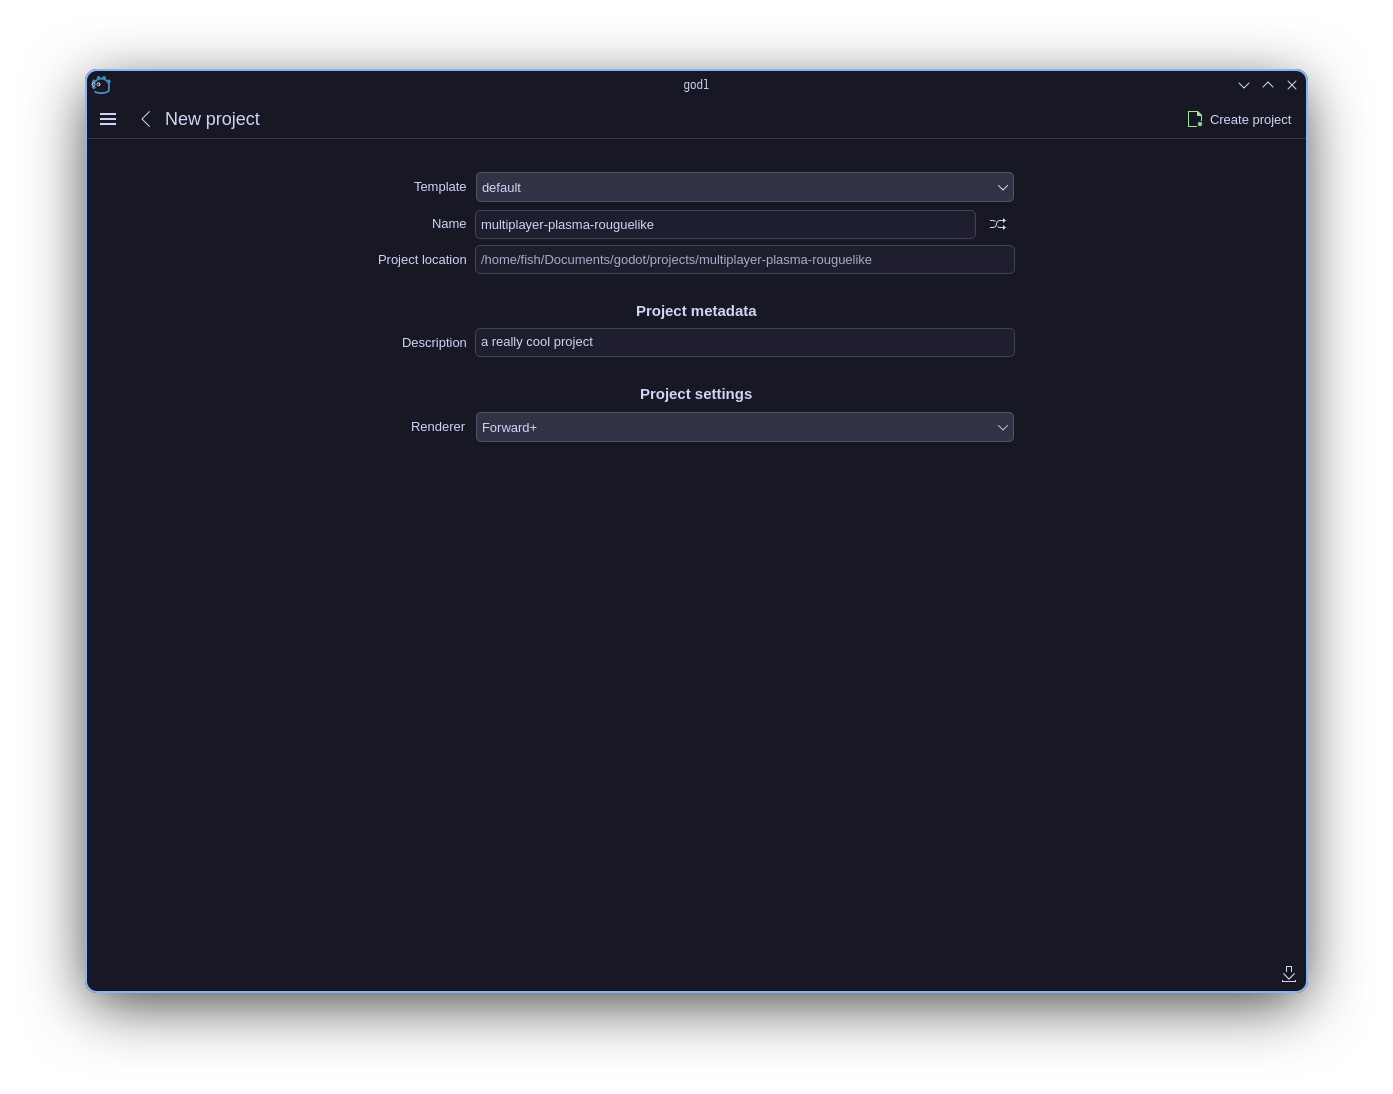 godl
New project
Create project
Template
default
Name
multiplayer-plasma-rouguelike
Project location
/home/fish/Documents/godot/projects/multiplayer-plasma-rouguelike
Project metadata
Description
a really cool project
Project settings
Renderer
Forward+